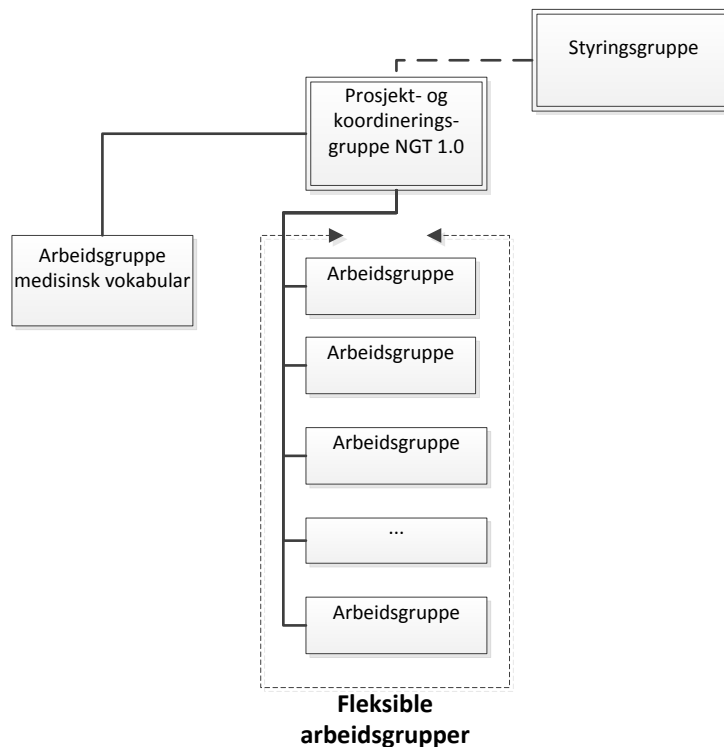 Styringsgruppe
Prosjekt- og
koordinerings-
gruppe NGT 1.0
Arbeidsgruppe
medisinsk vokabular
Arbeidsgruppe
Arbeidsgruppe
Arbeidsgruppe
...
Arbeidsgruppe
Fleksible
arbeidsgrupper